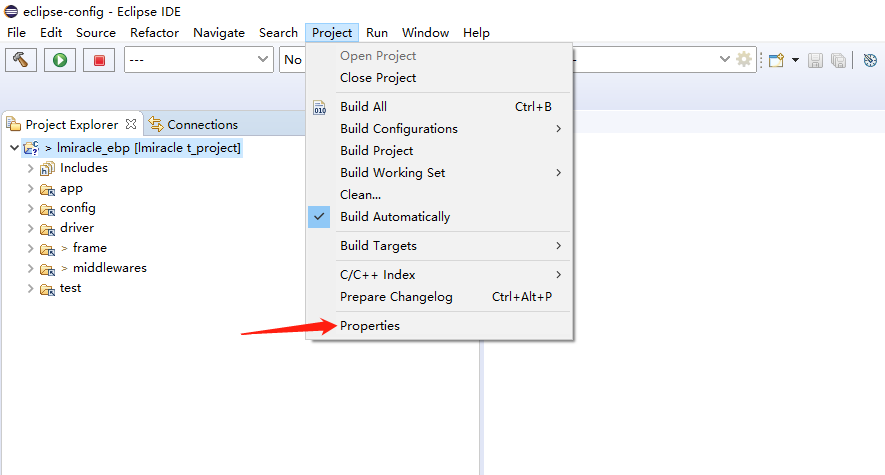 eclipse-config - Eclipse IDE
File Edit Source Refactor Navigate Search Project Run Window Help
--- No -
Project Explorer Connections
> lmiracle_ebp [lmiracle t_project]
Includes
app
config
driver
> frame
> middlewares
test
Open Project
Close Project
010
Build All Ctrl+B
Build Configurations
Build Project
Build Working Set
Clean...
Build Automatically
Build Targets
C/C++ Index
Prepare Changelog Ctrl+Alt+P
Properties